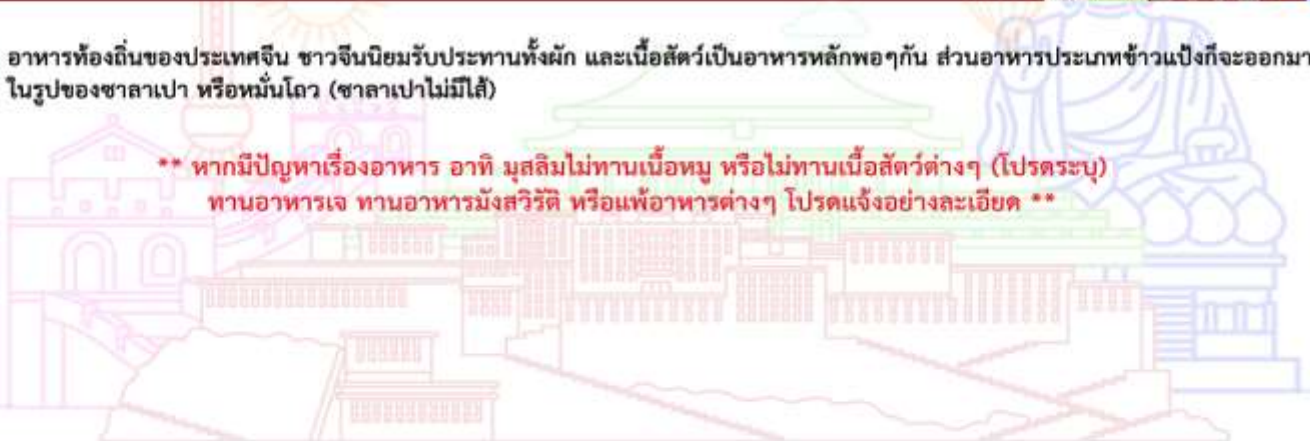 อาหารท้องถิ่นของประเทศจีน ชาวจีนนิยมรับประทานทั้งผัก และเนื้อสัตว์เป็นอาหารหลักพอๆกัน ส่วนอาหารประเภทข้าวแป้งก็จะออกมา
ในรูปของซาลาเปา หรือหมั่นโถว (ซาลาเปาไม่มีไส้)
** หากมีปัญหาเรื่องอาหาร อาทิ มุสลิมไม่ทานเนื้อหมู หรือไม่ทานเนื้อสัตว์ต่างๆ (โปรดระบุ)
ทานอาหารเจ ทานอาหารมังสวิรัติ หรือแพ้อาหารต่างๆ โปรดแจ้งอย่างละเอียด **